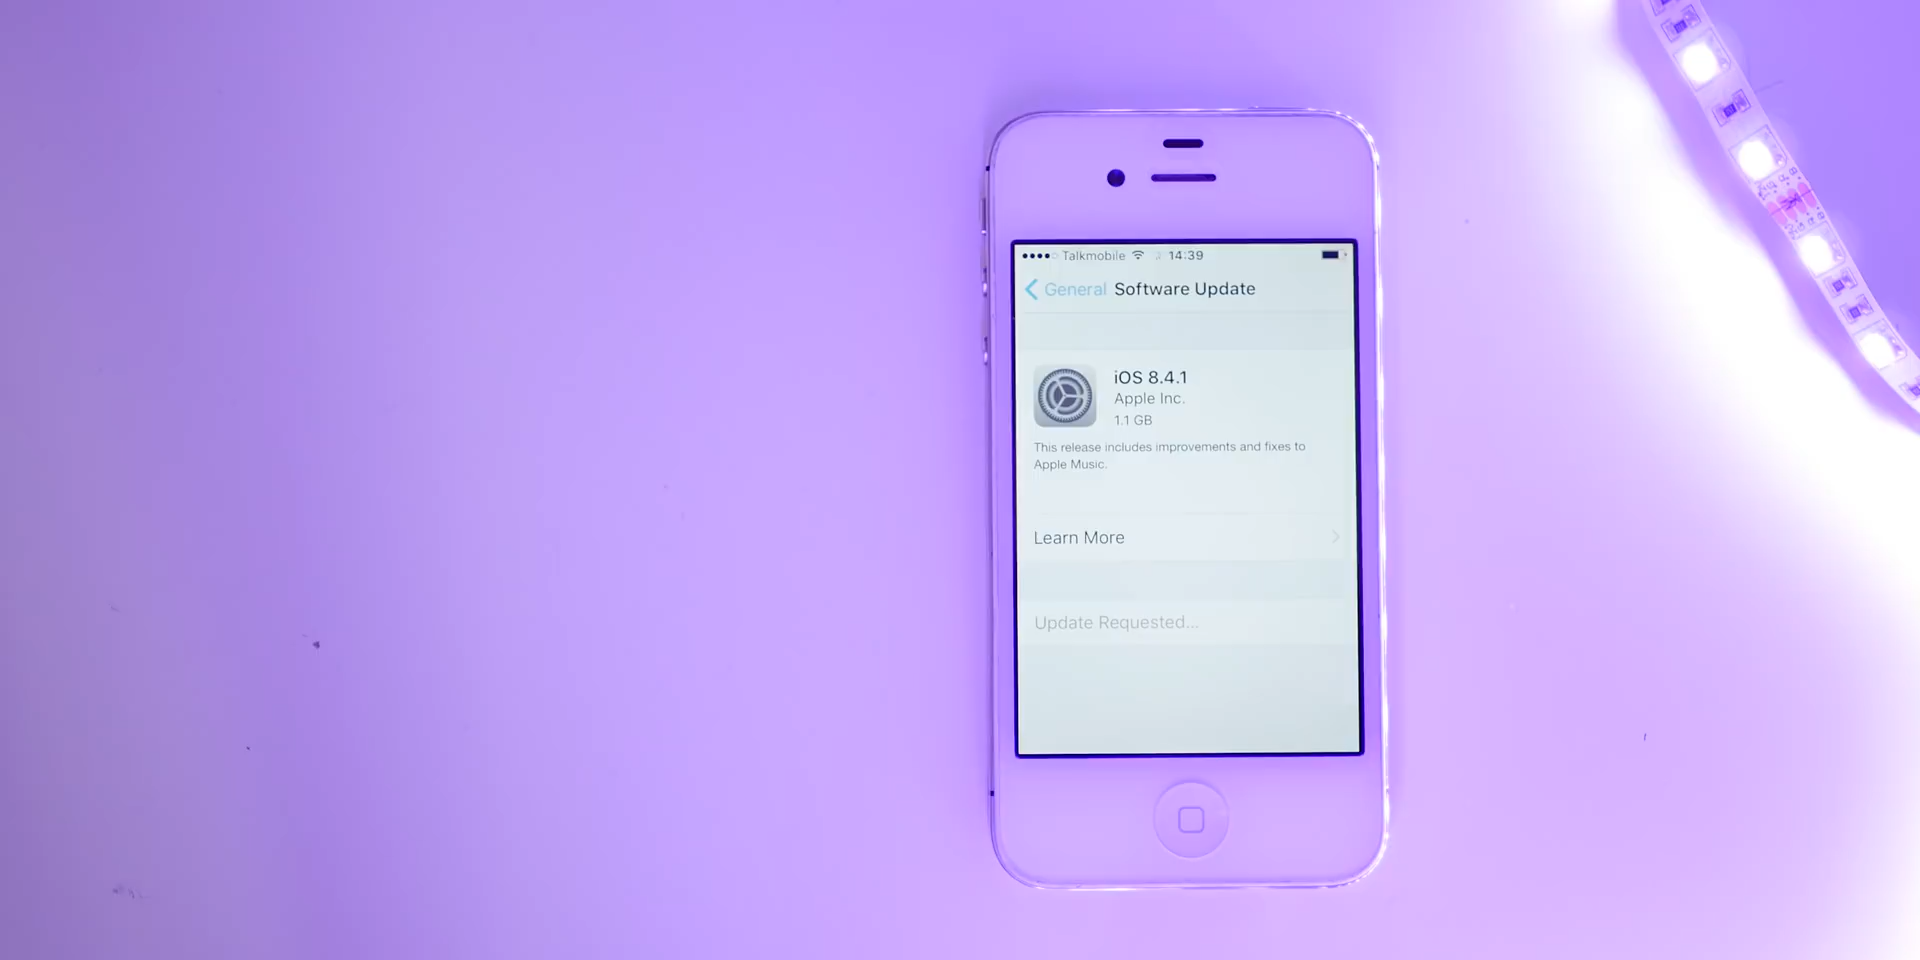 Talkmobile 14:39
General Software Update
iOS 8.4.1
Apple Inc.
1.1 GB
This release includes improvements and fixes to
Apple Music.
Learn More
Update Requested...